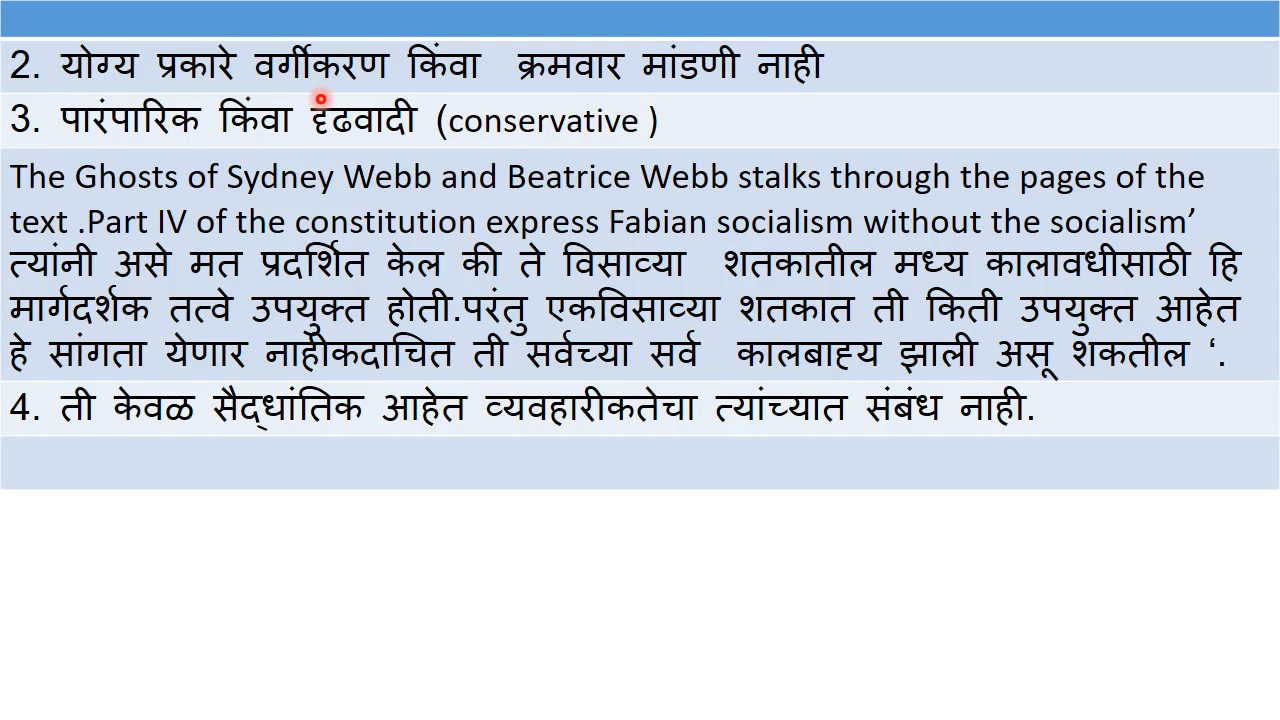 2. योग्य प्रकारे वर्गीकरण किंवा क्रमवार मांडणी नाही
3. पारंपारिक किंवा दृढवादी (conservative )
The Ghosts of Sydney Webb and Beatrice Webb stalks through the pages of the
text .Part IV of the constitution express Fabian socialism without the socialism’
त्यांनी असे मत प्रदर्शित केल की ते विसाव्या शतकातील मध्य कालावधीसाठी हि
मार्गदर्शक तत्वे उपयुक्त होती.परंतु एकविसाव्या शतकात ती किती उपयुक्त आहेत
हे सांगता येणार नाहीकदाचित ती सर्वच्या सर्व कालबाह्य झाली असू शकतील ‘.
4. ती केवळ सैद्धांतिक आहेत व्यवहारीकतेचा त्यांच्यात संबंध नाही.